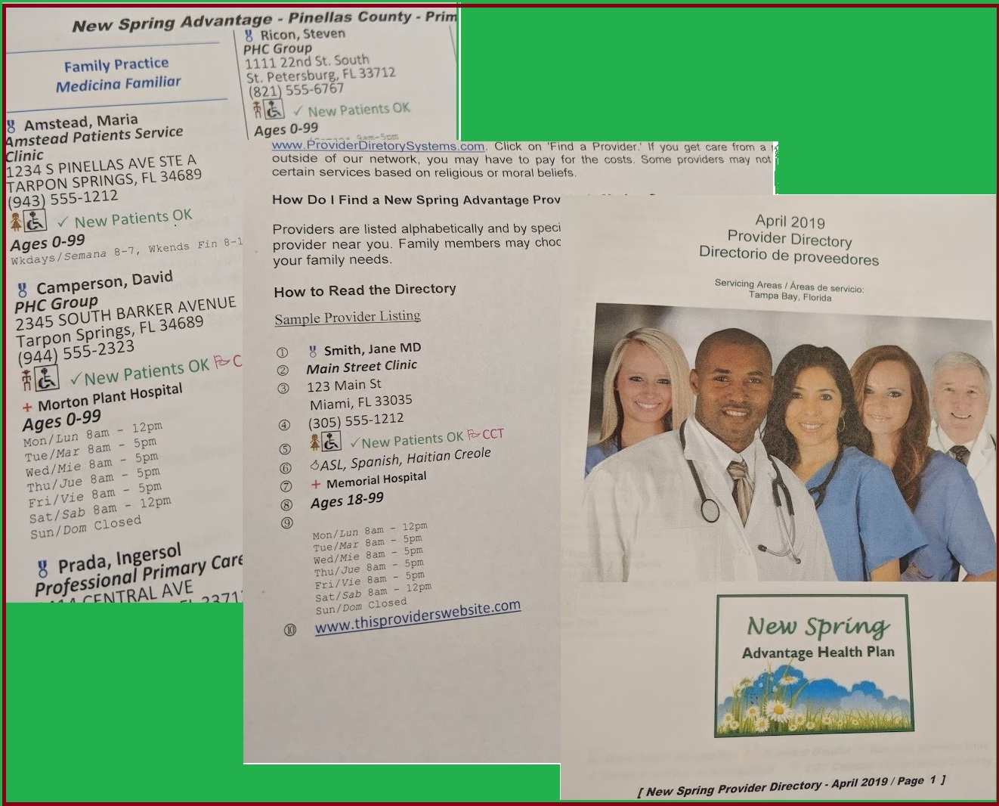 New Spring Advantage - Pinellas County - Prim
Family Practice
Medicina Familiar
Amstead, Maria
Amstead Patients Service
Clinic
1234 S PINELLAS AVE STE A
TARPON SPRINGS, FL 34689
(943) 555-1212
✓ New Patients OK
Ages 0-99
Wkdays/Semana 8-7, Wkends Fin 8-1
Camperson, David
PHC Group
2345 SOUTH BARKER AVENUE
Tarpon Springs, FL 34689
(944) 555-2323
✓New Patients OK C
+ Morton Plant Hospital
Ages 0-99
Mon/Lun 8am - 12pm
Tue/Mar 8am - 5pm
Wed/Mie 8am - 5pm
Thu/Jue 8am - 5pm
Fri/Vie 8am - 5pm
Sat/Sab 8am - 12pm
Sun/Dom Closed
Prada, Ingersol
Professional Primary Care
CENTRAL AVE
Ricon, Steven
PHC Group
1111 22nd St. South
St. Petersburg, FL 33712
(821) 555-6767
✓ New Patients OK
Ages 0-99
9am-5pm
www.ProviderDiretorySystems.com. Click on 'Find a Provider.' If you get care from a
outside of our network, you may have to pay for the costs. Some providers may not
certain services based on religious or moral beliefs.
How Do I Find a New Spring Advantage Prov
Providers are listed alphabetically and by speci
provider near you. Family members may choo
your family needs.
How to Read the Directory
Sample Provider Listing
① Smith, Jane MD
② Main Street Clinic
③ 123 Main St
Miami, FL 33035
④ (305) 555-1212
⑤ ✓New Patients OK CCT
⑥ ASL, Spanish, Haitian Creole
⑦ + Memorial Hospital
⑧ Ages 18-99
⑨
Mon/Lun 8am - 12pm
Tue/Mar 8am - 5pm
Wed/Mie 8am - 5pm
Thu/Jue 8am - 5pm
Fri/Vie 8am - 5pm
Sat/Sab 8am - 12pm
Sun/Dom Closed
⑩ www.thisproviderswebsite.com
April 2019
Provider Directory
Directorio de proveedores
Servicing Areas / Áreas de servicio:
Tampa Bay, Florida
New Spring
Advantage Health Plan
[ New Spring Provider Directory - April 2019 / Page 1 ]